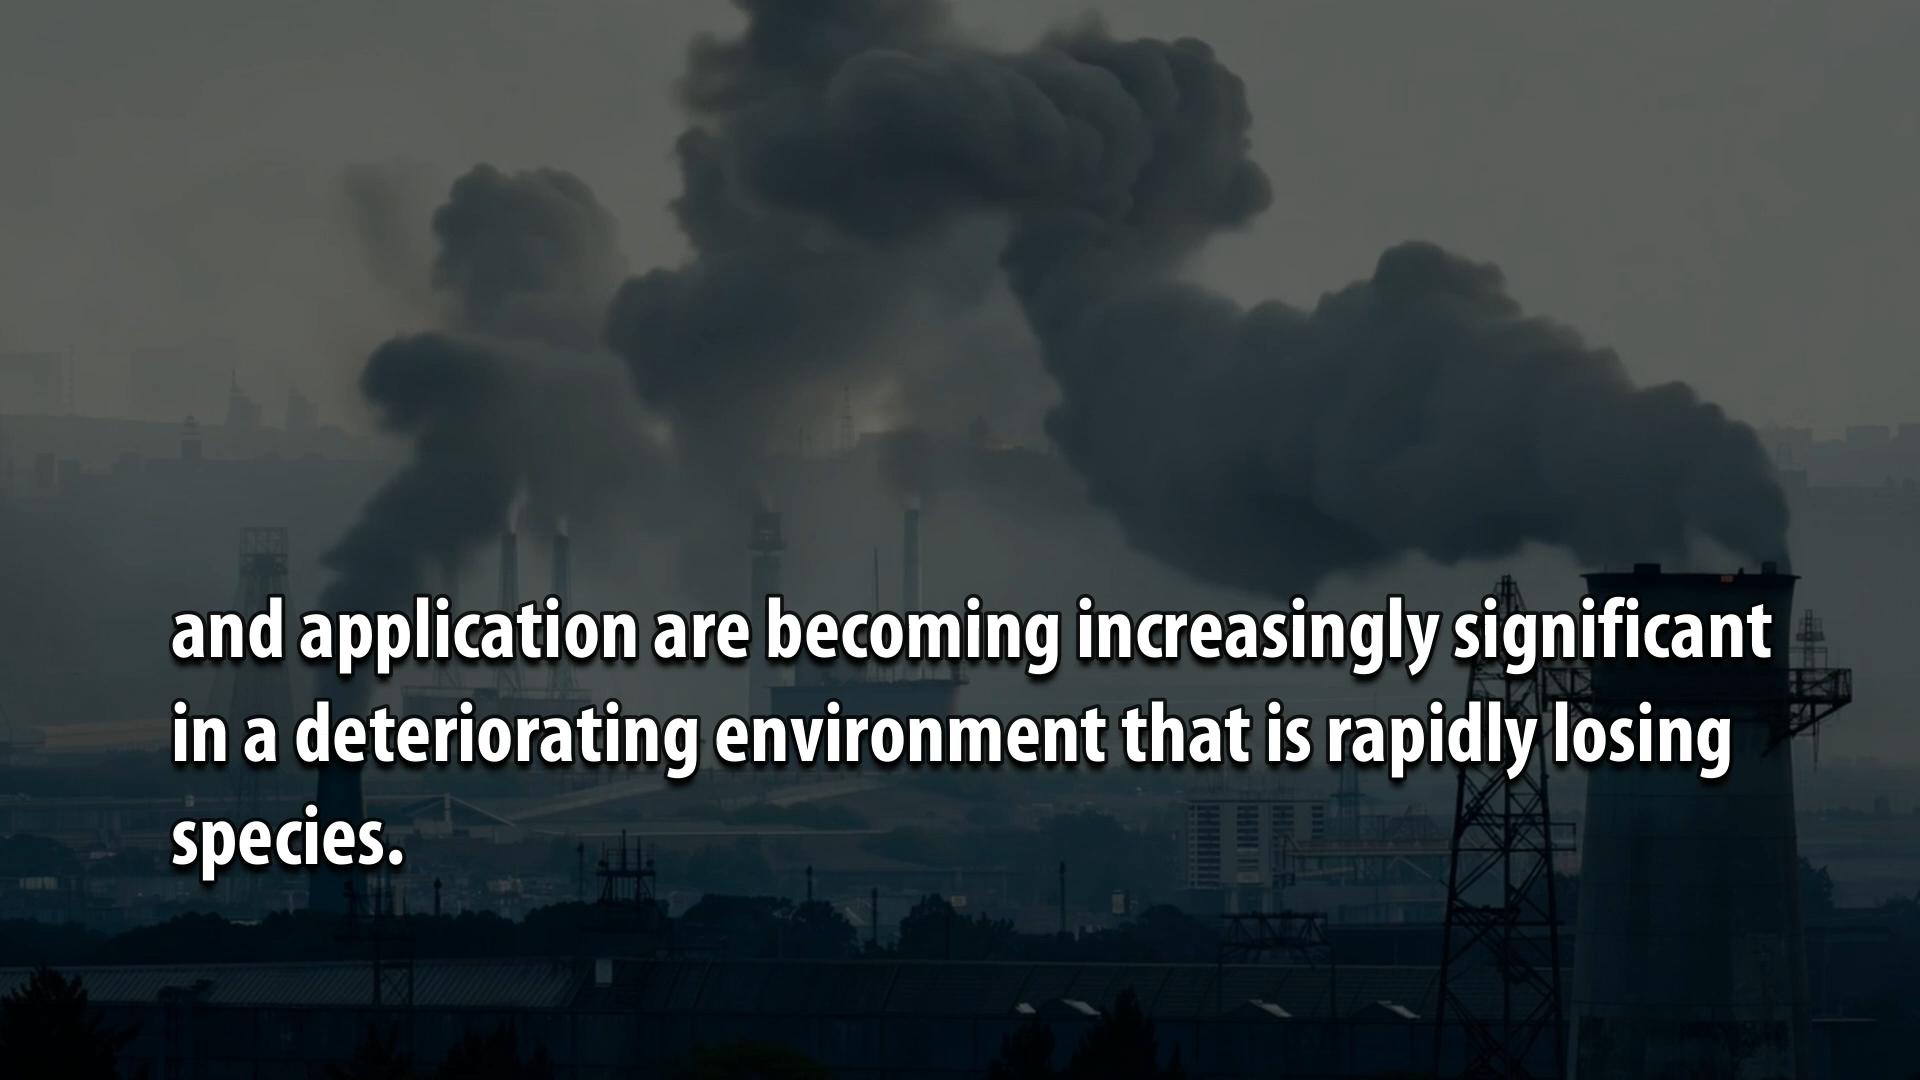 and application are becoming increasingly significant
in a deteriorating environment that is rapidly losing
species.